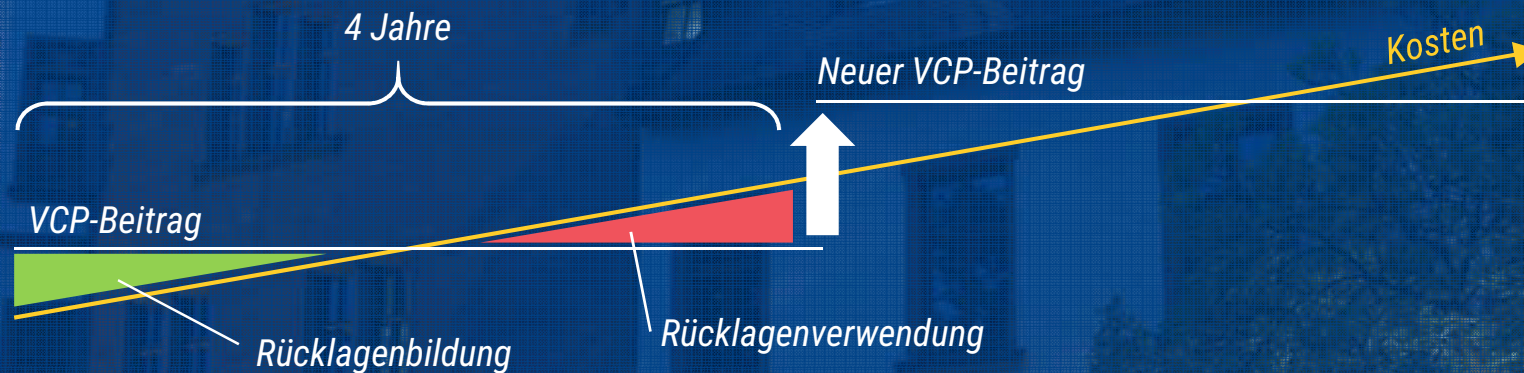 4 Jahre
Neuer VCP-Beitrag
Kosten
VCP-Beitrag
Rücklagenbildung
Rücklagenverwendung